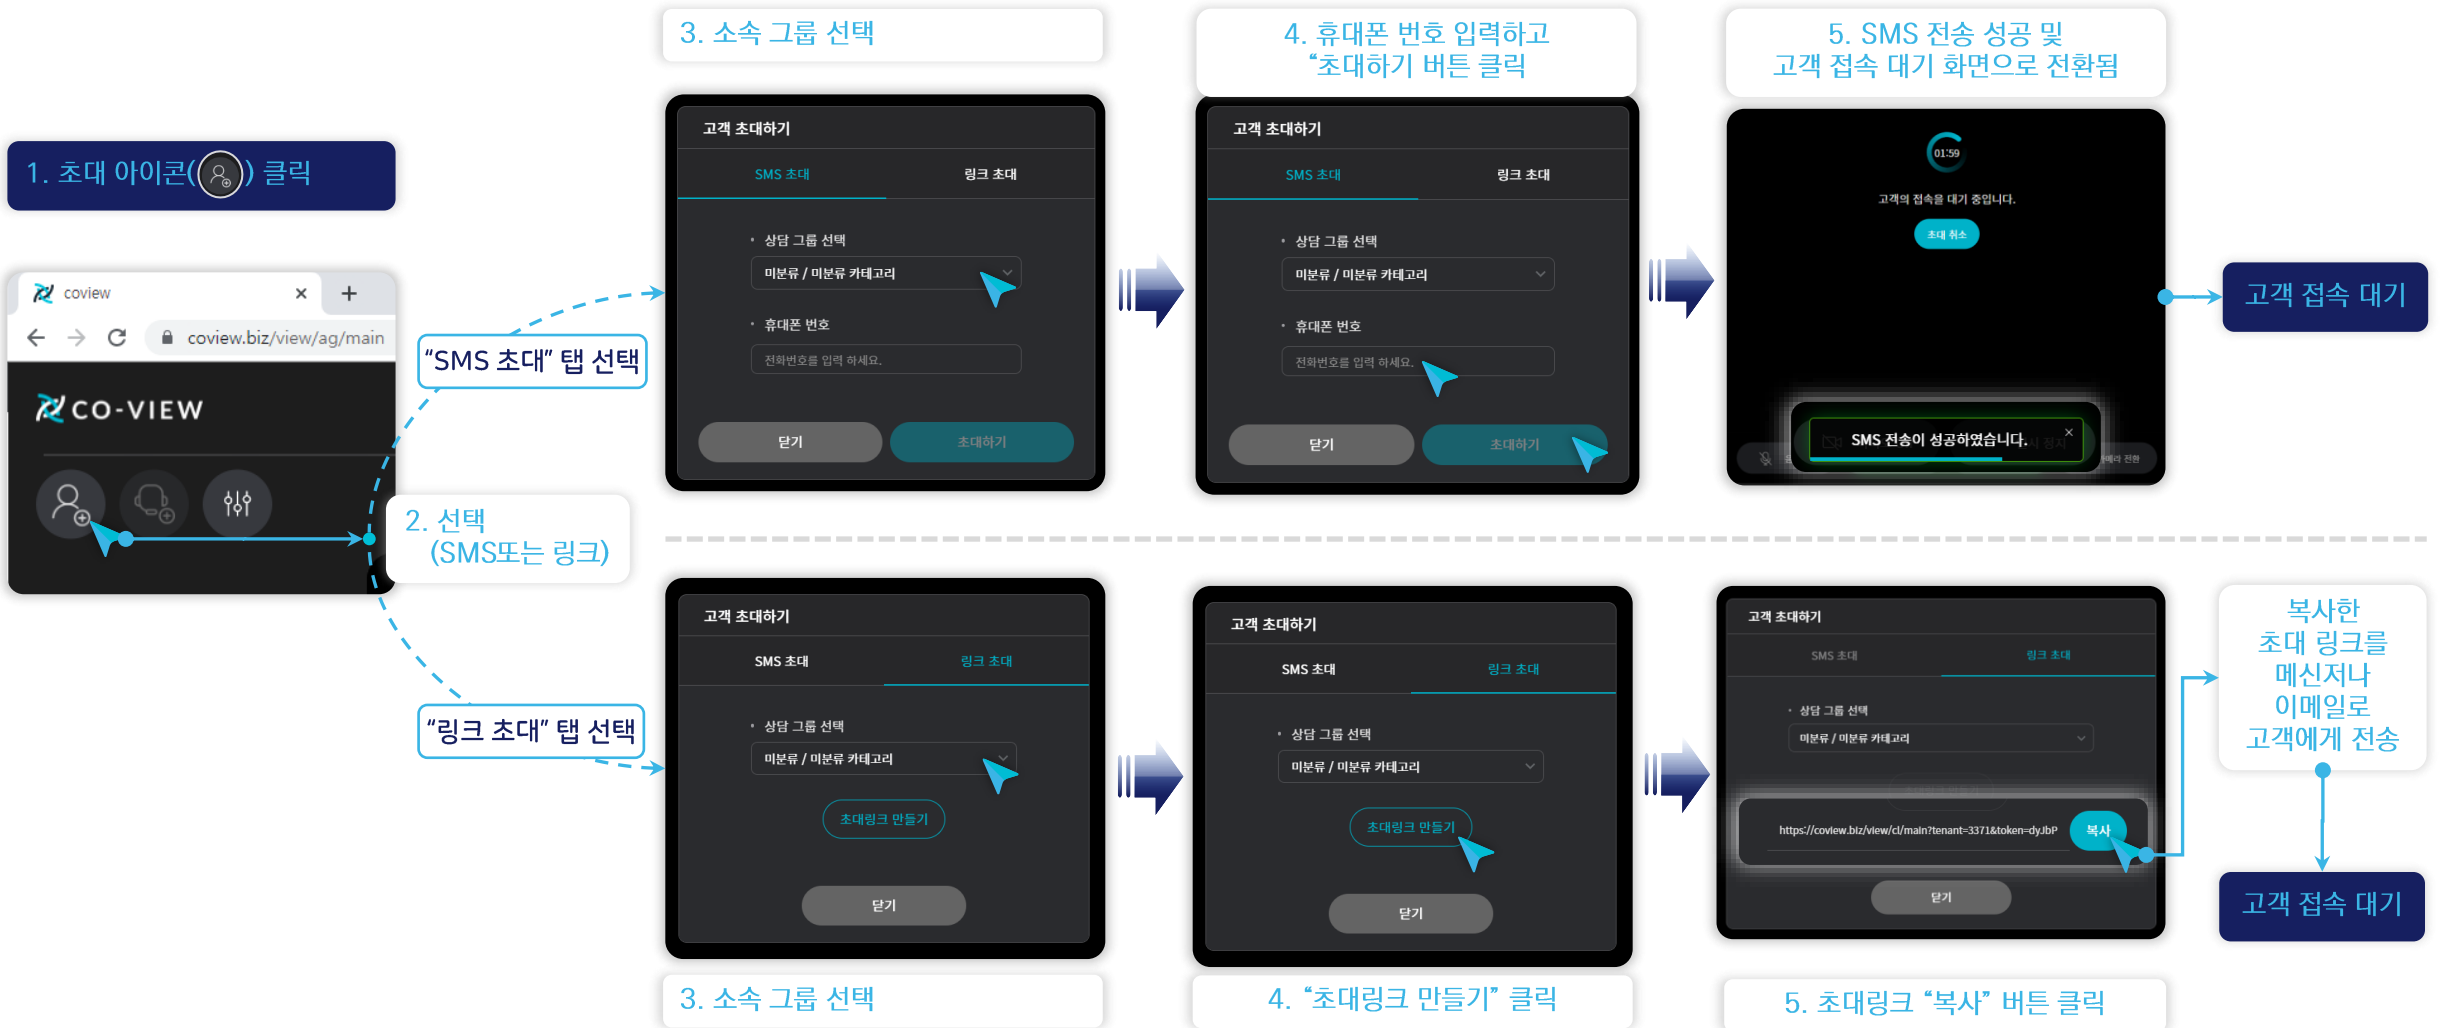 1. 초대 아이콘( ) 클릭
coview
coview.biz/view/ag/main
CO-VIEW
2. 선택
(SMS또는 링크)
“SMS 초대” 탭 선택
3. 소속 그룹 선택
고객 초대하기
SMS 초대 링크 초대
• 상담 그룹 선택
미분류 / 미분류 카테고리
• 휴대폰 번호
전화번호를 입력 하세요.
닫기 초대하기
4. 휴대폰 번호 입력하고
“초대하기 버튼 클릭
고객 초대하기
SMS 초대 링크 초대
• 상담 그룹 선택
미분류 / 미분류 카테고리
• 휴대폰 번호
전화번호를 입력 하세요.
닫기 초대하기
5. SMS 전송 성공 및
고객 접속 대기 화면으로 전환됨
01:59
고객의 접속을 대기 중입니다.
초대 취소
SMS 전송이 성공하였습니다.
전환
고객 접속 대기
“링크 초대” 탭 선택
고객 초대하기
SMS 초대 링크 초대
• 상담 그룹 선택
미분류 / 미분류 카테고리
초대링크 만들기
닫기
3. 소속 그룹 선택
고객 초대하기
SMS 초대 링크 초대
• 상담 그룹 선택
미분류 / 미분류 카테고리
초대링크 만들기
닫기
4. “초대링크 만들기” 클릭
고객 초대하기
SMS 초대 링크 초대
• 상담 그룹 선택
미분류 / 미분류 카테고리
https://coview.biz/view/cl/main?tenant=3371&token=dyJbP 복사
닫기
5. 초대링크 “복사” 버튼 클릭
복사한
초대 링크를
메신저나
이메일로
고객에게 전송
고객 접속 대기